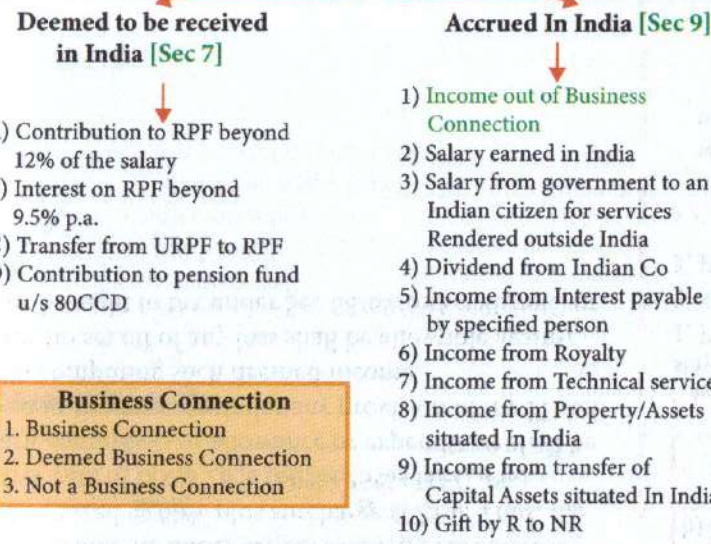 Deemed to be received
in India [Sec 7]
) Contribution to RPF beyond
12% of the salary
) Interest on RPF beyond
9.5% p.a.
) Transfer from URPF to RPF
) Contribution to pension fund
u/s 80CCD
Business Connection
1. Business Connection
2. Deemed Business Connection
3. Not a Business Connection
Accrued In India [Sec 9]
1) Income out of Business
Connection
2) Salary earned in India
3) Salary from government to an
Indian citizen for services
Rendered outside India
4) Dividend from Indian Co
5) Income from Interest payable
by specified person
6) Income from Royalty
7) Income from Technical service
8) Income from Property/Assets
situated In India
9) Income from transfer of
Capital Assets situated In Indi
10) Gift by R to NR